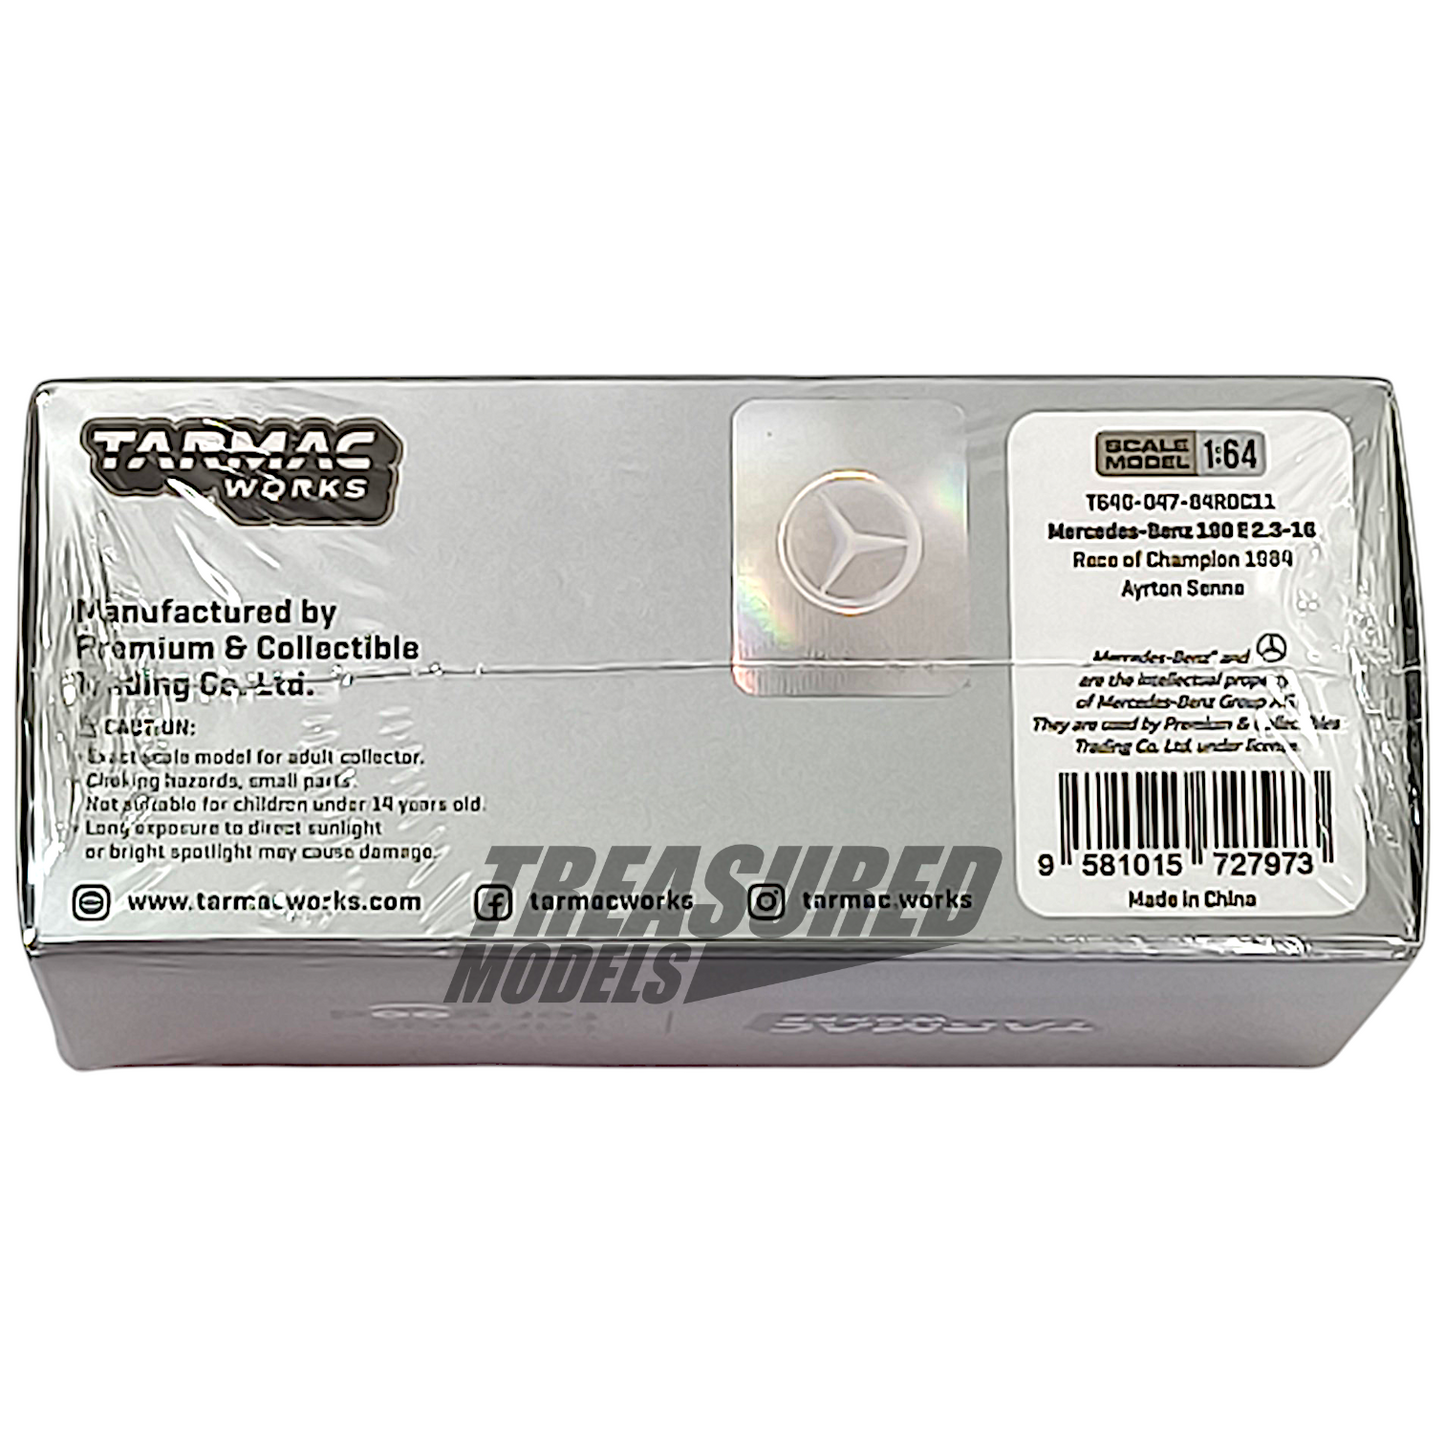 TARMAC
WORKS
Manufactured by
Premium & Collectible
Trading Co. Ltd.
CAUTION:
Exact scale model for adult collector.
Choking hazards, small parts.
Not suitable for children under 14 years old.
Long exposure to direct sunlight
or bright spotlight may cause damage.
www.tarmacworks.com
tarmacworks
tarmac.works
SCALE
MODEL
1:64
T64G-047-84ROC11
Mercedes-Benz 190 E 2.3-16
Race of Champion 1984
Ayrton Senna
Mercedes-Benz® and
are the intellectual property
of Mercedes-Benz Group AG.
They are used by Premium & Collectibles
Trading Co. Ltd. under license.
9 581015 727973
Made in China
TREASURED
MODELS
TARMAC
WORKS